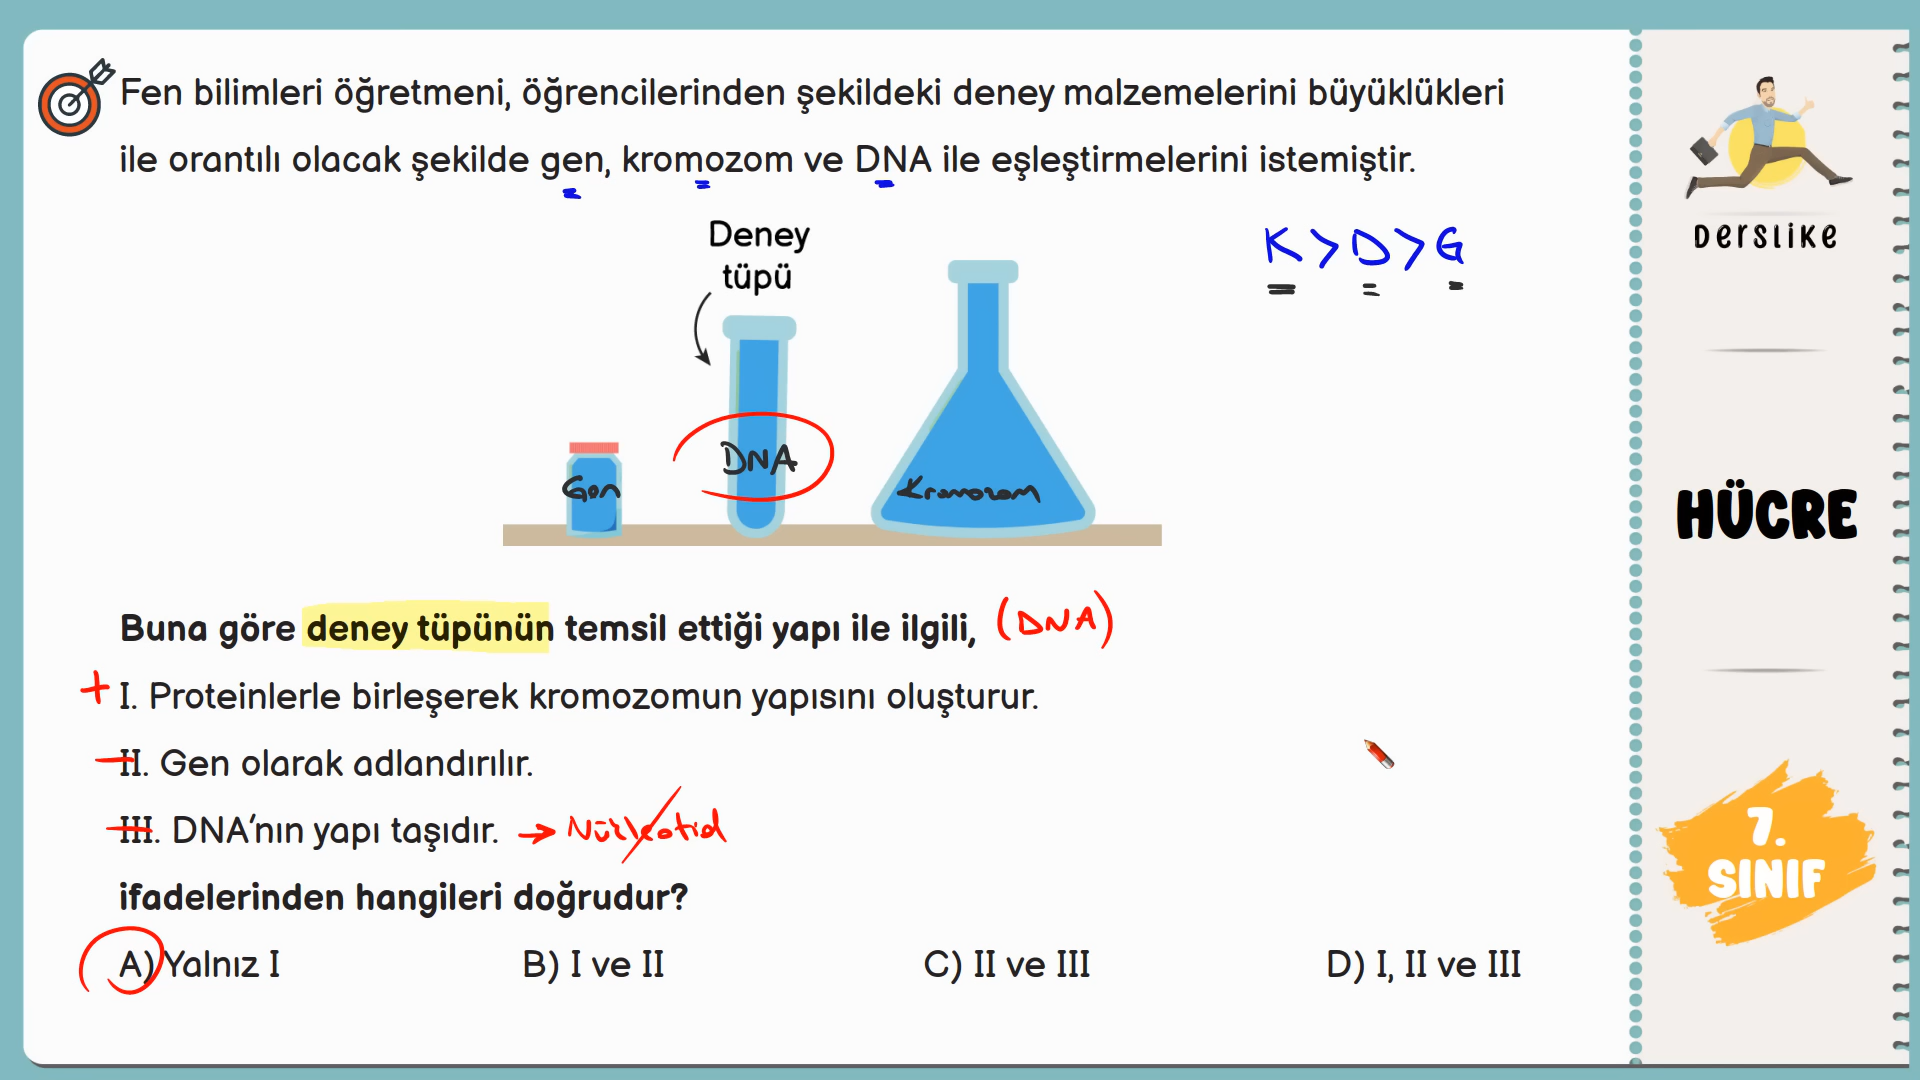 Fen bilimleri öğretmeni, öğrencilerinden şekildeki deney malzemelerini büyüklükleri
ile orantılı olacak şekilde gen, kromozom ve DNA ile eşleştirmelerini istemiştir.
Deney
tüpü
K > D > G
DNA
Gen
Kromozom
Buna göre deney tüpünün temsil ettiği yapı ile ilgili, (DNA)
+ I. Proteinlerle birleşerek kromozomun yapısını oluşturur.
II. Gen olarak adlandırılır.
III. DNA'nın yapı taşıdır. → Nükleotid
ifadelerinden hangileri doğrudur?
A) Yalnız I B) I ve II C) II ve III D) I, II ve III
DERSLİKE
HÜCRE
7.
SINIF